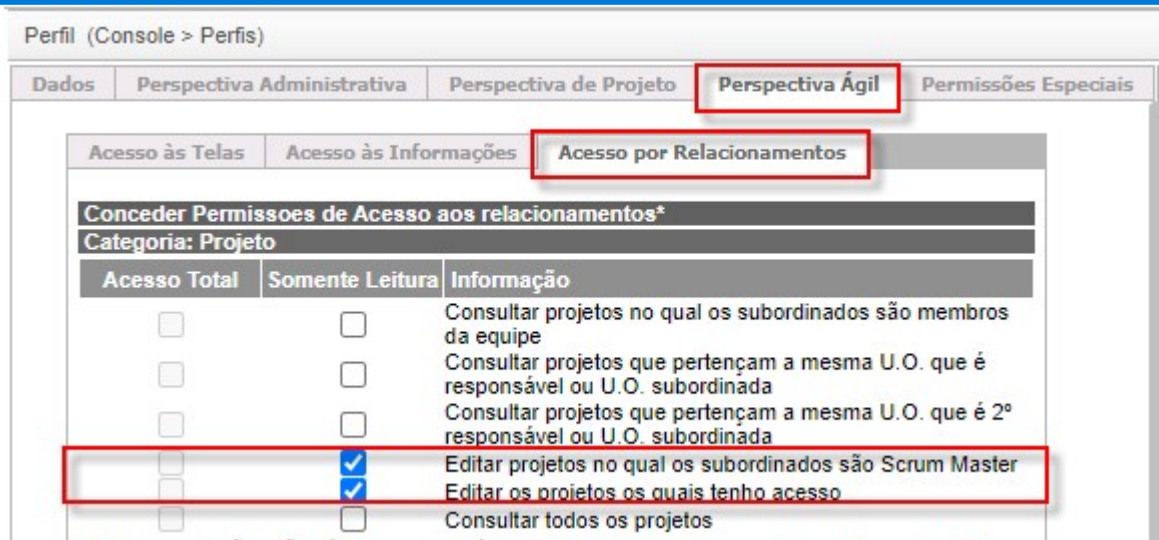 Perfil (Console > Perfis)
Dados Perspectiva Administrativa Perspectiva de Projeto Perspectiva Ágil Permissões Especiais
Acesso às Telas Acesso às Informações Acesso por Relacionamentos
Conceder Permissoes de Acesso aos relacionamentos*
Categoria: Projeto
Acesso Total Somente Leitura Informação
Consultar projetos no qual os subordinados são membros
da equipe
Consultar projetos que pertençam a mesma U.O. que é
responsável ou U.O. subordinada
Consultar projetos que pertençam a mesma U.O. que é 2º
responsável ou U.O. subordinada
Editar projetos no qual os subordinados são Scrum Master
Editar os projetos os quais tenho acesso
Consultar todos os projetos